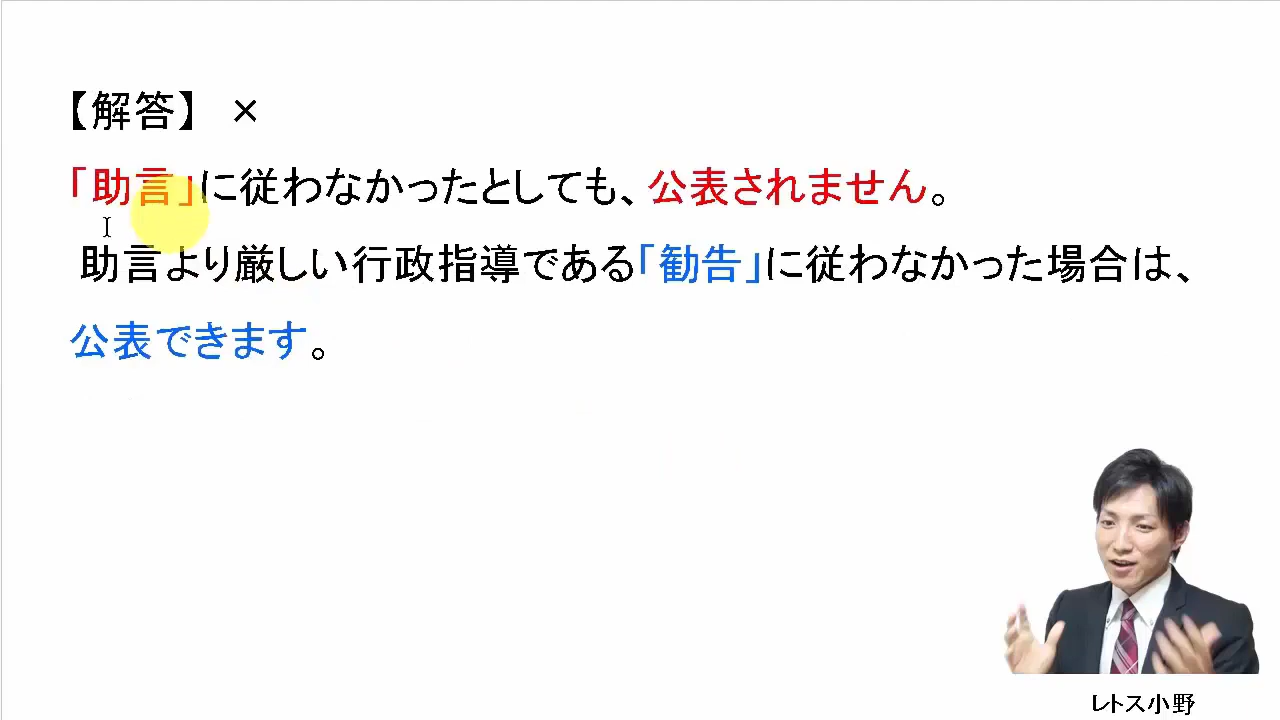 【解答】 ×
「助言」に従わなかったとしても、公表されません。
助言より厳しい行政指導である「勧告」に従わなかった場合は、
公表できます。
レトス小野